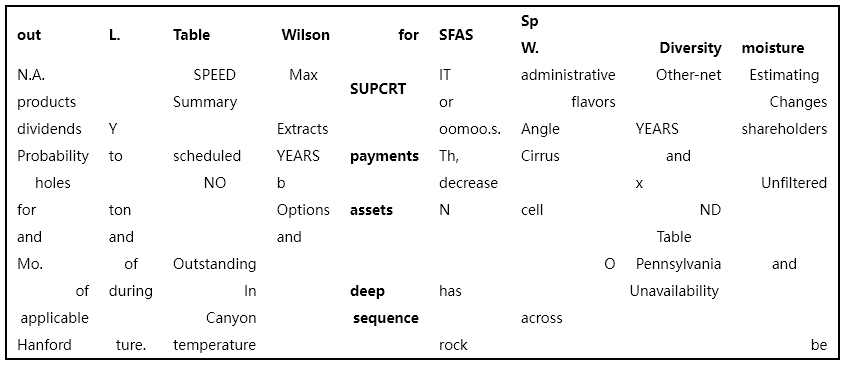 out L. Table Wilson for SFAS Sp W. Diversity moisture
N.A. SPEED Max SUPCRT IT administrative Other-net Estimating
products Summary or flavors Changes
dividends Y Extracts oomoo.s. Angle YEARS shareholders
Probability to scheduled YEARS payments Th, Cirrus and
holes NO b decrease x Unfiltered
for ton Options assets N cell ND
and and and Table
Mo. of Outstanding O Pennsylvania and
of during In deep has Unavailability
applicable Canyon sequence across
Hanford ture. temperature rock be